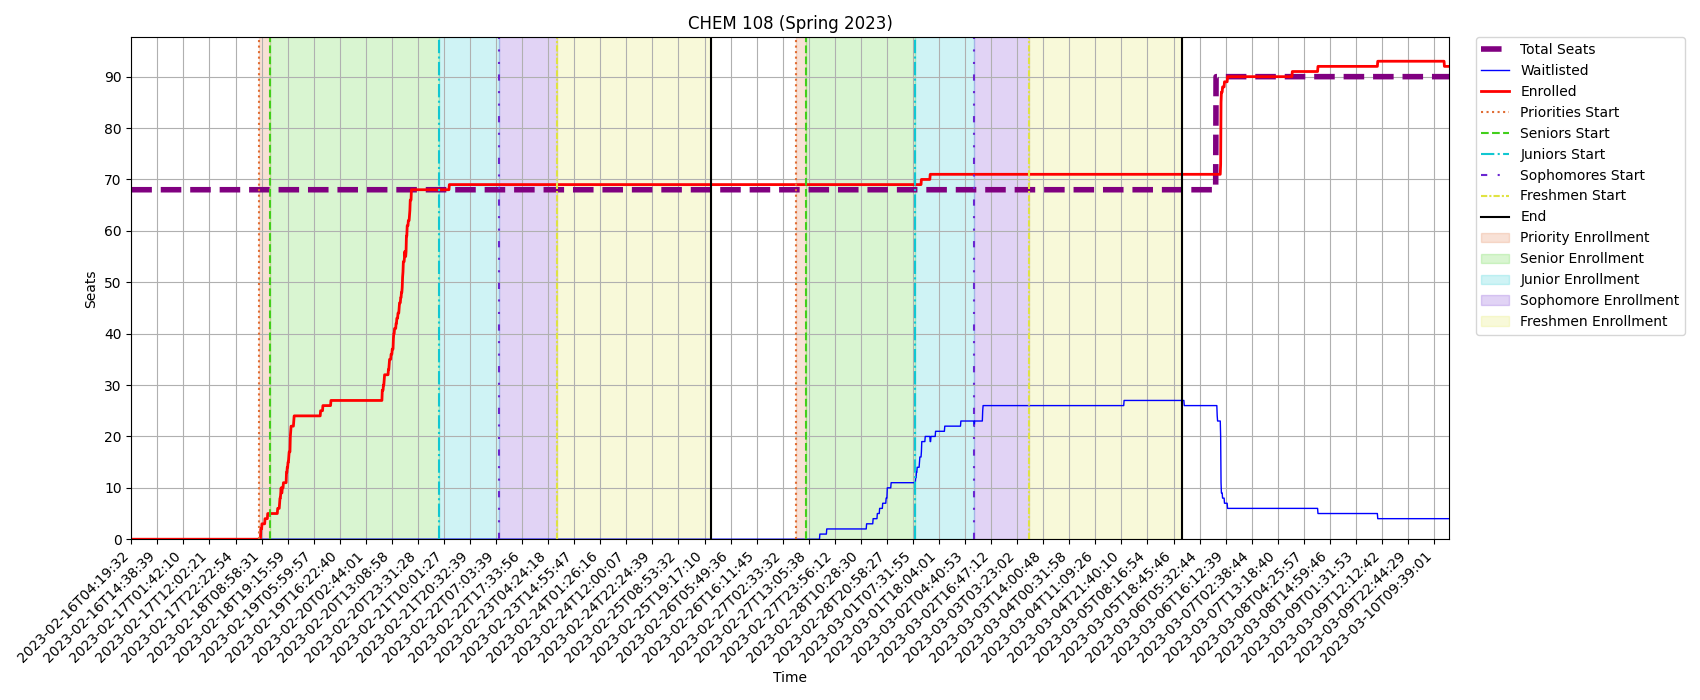 CHEM 108 (Spring 2023)
Seats
90
80
70
60
50
40
30
20
10
0
2023-02-16T04:19:32
2023-02-16T14:38:39
2023-02-17T01:42:10
2023-02-17T12:02:21
2023-02-17T22:22:54
2023-02-18T08:58:31
2023-02-18T19:15:59
2023-02-19T05:59:57
2023-02-19T16:22:40
2023-02-20T02:44:01
2023-02-20T13:08:58
2023-02-20T23:31:28
2023-02-21T10:01:27
2023-02-21T20:32:39
2023-02-22T07:03:39
2023-02-22T17:33:56
2023-02-23T04:24:18
2023-02-23T14:55:47
2023-02-24T01:26:16
2023-02-24T12:00:07
2023-02-24T22:24:39
2023-02-25T08:53:32
2023-02-25T19:17:10
2023-02-26T05:49:36
2023-02-26T16:11:45
2023-02-27T02:33:32
2023-02-27T13:05:38
2023-02-27T23:56:12
2023-02-28T10:28:30
2023-02-28T20:58:27
2023-03-01T07:31:55
2023-03-01T18:04:01
2023-03-02T04:40:53
2023-03-02T16:47:12
2023-03-03T03:23:02
2023-03-03T14:00:48
2023-03-04T00:31:58
2023-03-04T11:09:26
2023-03-04T21:40:10
2023-03-05T08:16:54
2023-03-05T18:45:46
2023-03-06T05:32:44
2023-03-06T16:12:39
2023-03-07T02:38:44
2023-03-07T13:18:40
2023-03-08T04:25:57
2023-03-08T14:59:46
2023-03-09T01:31:53
2023-03-09T12:12:42
2023-03-09T22:44:29
2023-03-10T09:39:01
Time
Total Seats
Waitlisted
Enrolled
Priorities Start
Seniors Start
Juniors Start
Sophomores Start
Freshmen Start
End
Priority Enrollment
Senior Enrollment
Junior Enrollment
Sophomore Enrollment
Freshmen Enrollment